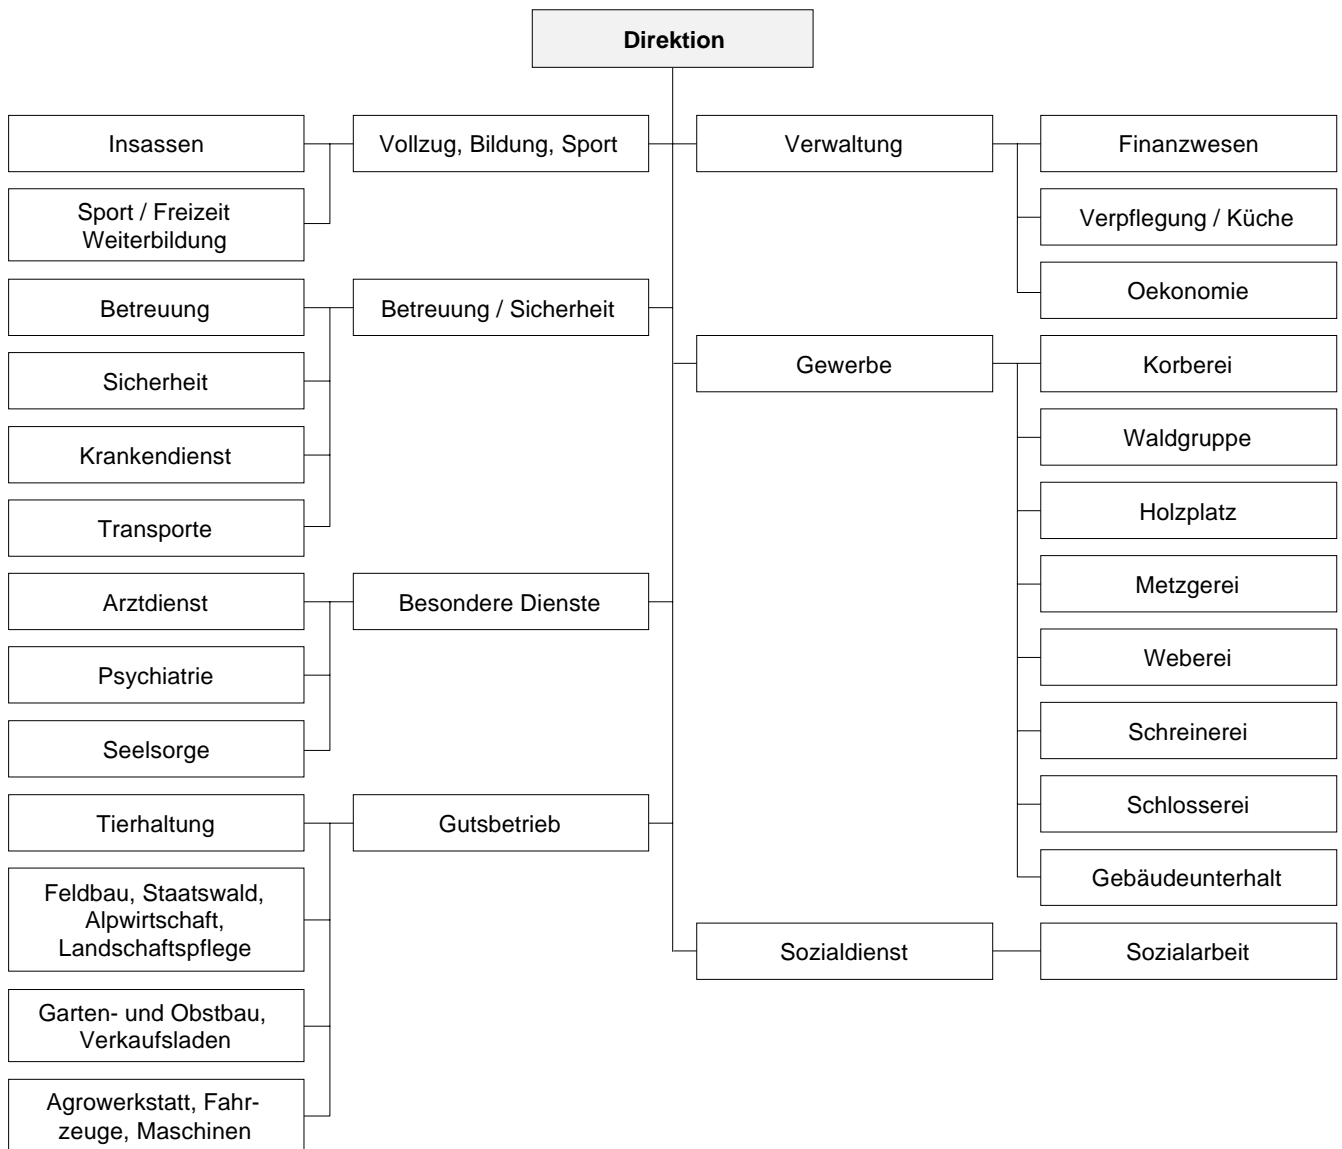 Direktion
Insassen
Vollzug, Bildung, Sport
Verwaltung
Finanzwesen
Sport / Freizeit
Weiterbildung
Verpflegung / Küche
Betreuung
Betreuung / Sicherheit
Oekonomie
Sicherheit
Gewerbe
Korberei
Krankendienst
Waldgruppe
Transporte
Holzplatz
Arztdienst
Besondere Dienste
Metzgerei
Psychiatrie
Weberei
Seelsorge
Schreinerei
Tierhaltung
Gutsbetrieb
Schlosserei
Feldbau, Staatswald,
Alpwirtschaft,
Landschaftspflege
Gebäudeunterhalt
Sozialdienst
Sozialarbeit
Garten- und Obstbau,
Verkaufsladen
Agrowerkstatt, Fahr-
zeuge, Maschinen